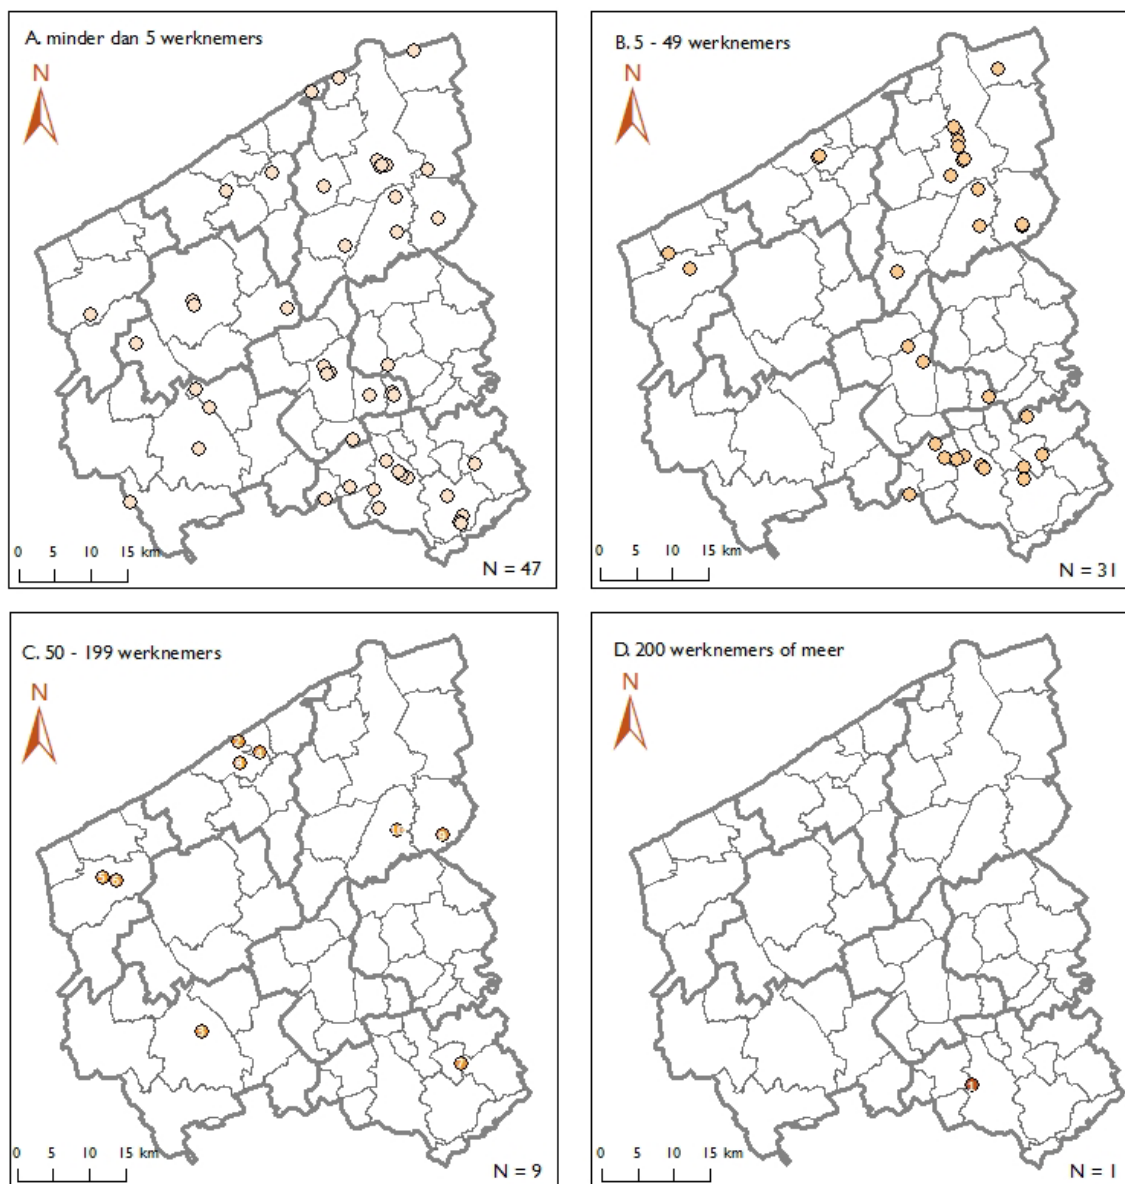 A. minder dan 5 werknemers
N
0 5 10 15 km
N = 47
B. 5 - 49 werknemers
N
0 5 10 15 km
N = 31
C. 50 - 199 werknemers
N
0 5 10 15 km
N = 9
D. 200 werknemers of meer
N
0 5 10 15 km
N = 1